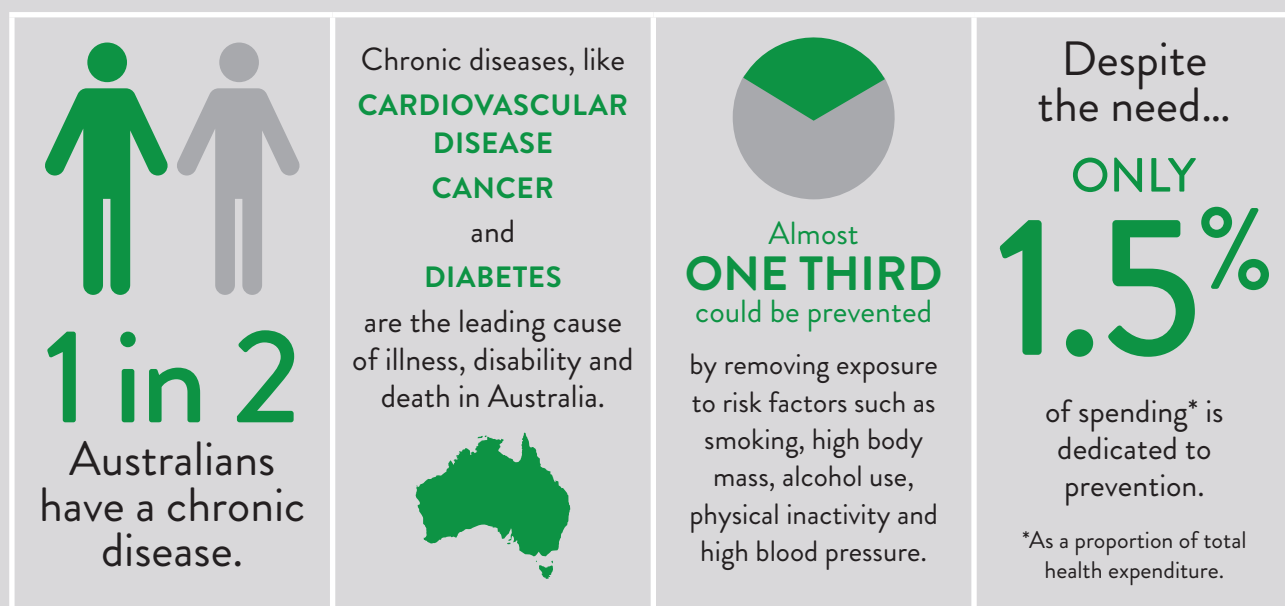 1 in 2
Australians
have a chronic
disease.
Chronic diseases, like
CARDIOVASCULAR
DISEASE
CANCER
and
DIABETES
are the leading cause
of illness, disability and
death in Australia.
Almost
ONE THIRD
could be prevented
by removing exposure
to risk factors such as
smoking, high body
mass, alcohol use,
physical inactivity and
high blood pressure.
Despite
the need...
ONLY
1.5%
of spending* is
dedicated to
prevention.
*As a proportion of total
health expenditure.